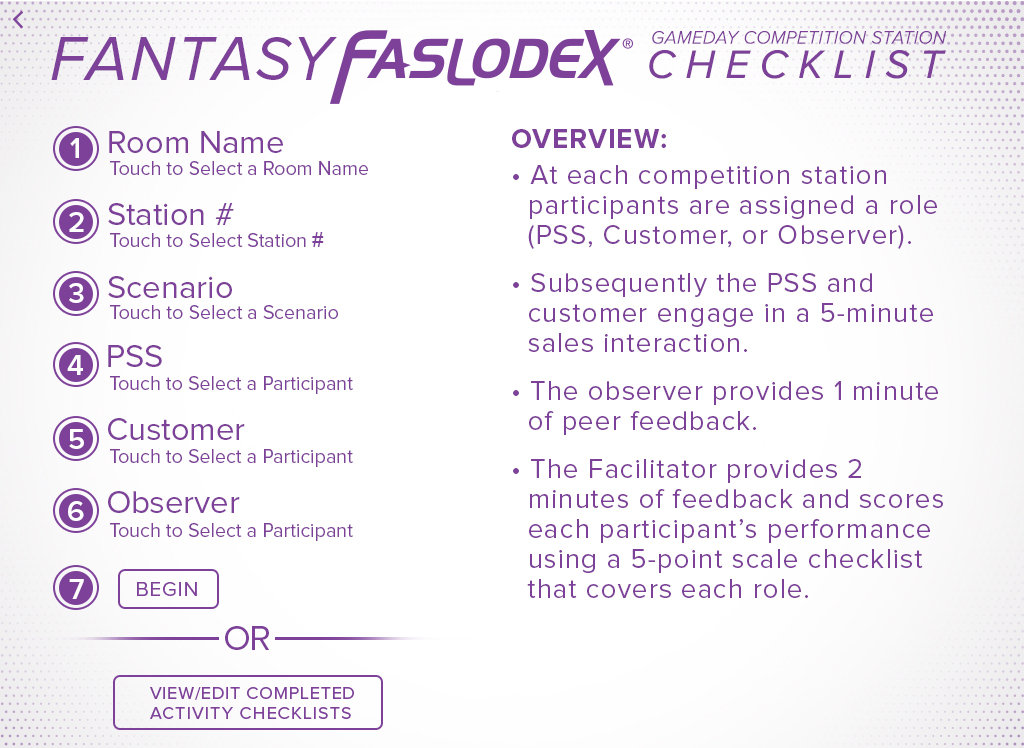 FANTASY FASLODEX®
GAMEDAY COMPETITION STATION
CHECKLIST
1 Room Name
Touch to Select a Room Name
2 Station #
Touch to Select Station #
3 Scenario
Touch to Select a Scenario
4 PSS
Touch to Select a Participant
5 Customer
Touch to Select a Participant
6 Observer
Touch to Select a Participant
7 BEGIN
OR
VIEW/EDIT COMPLETED
ACTIVITY CHECKLISTS
OVERVIEW:
• At each competition station
participants are assigned a role
(PSS, Customer, or Observer).
• Subsequently the PSS and
customer engage in a 5-minute
sales interaction.
• The observer provides 1 minute
of peer feedback.
• The Facilitator provides 2
minutes of feedback and scores
each participant’s performance
using a 5-point scale checklist
that covers each role.